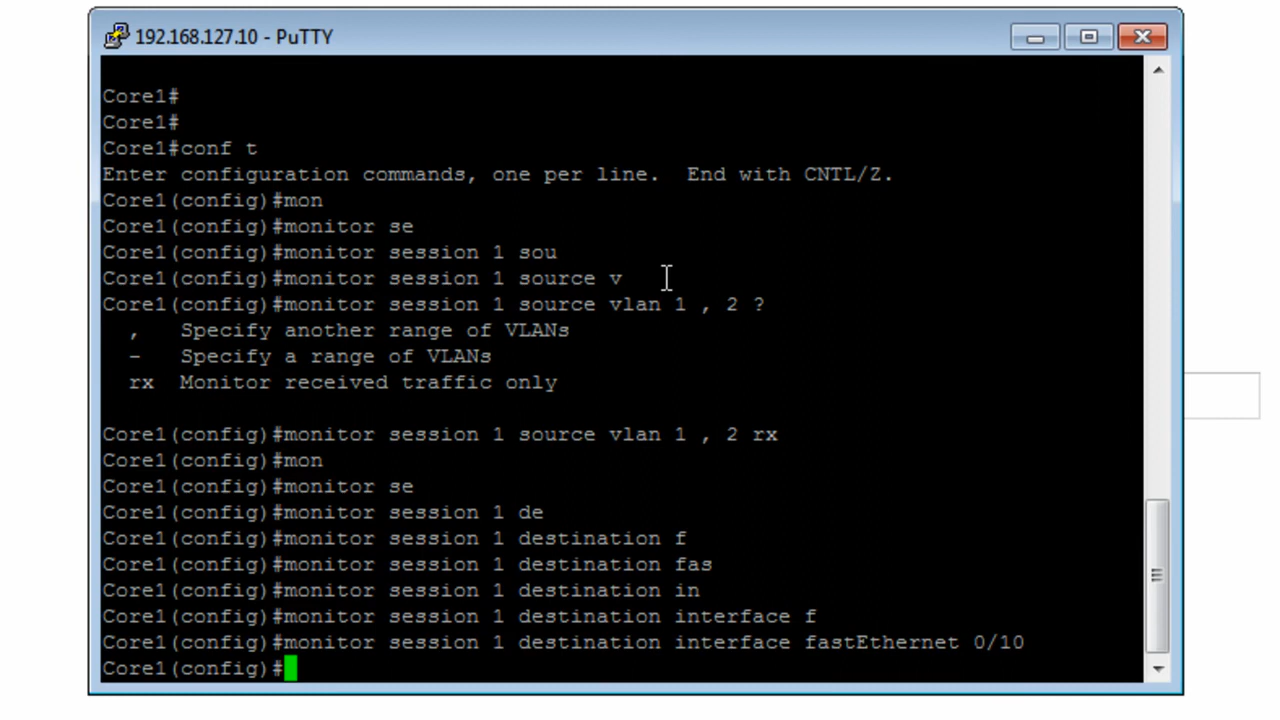 192.168.127.10 - PuTTY
Core1#
Core1#
Core1#conf t
Enter configuration commands, one per line.  End with CNTL/Z.
Core1(config)#mon
Core1(config)#monitor se
Core1(config)#monitor session 1 sou
Core1(config)#monitor session 1 source v
Core1(config)#monitor session 1 source vlan 1 , 2 ?
  ,   Specify another range of VLANs
  -   Specify a range of VLANs
  rx  Monitor received traffic only
Core1(config)#monitor session 1 source vlan 1 , 2 rx
Core1(config)#mon
Core1(config)#monitor se
Core1(config)#monitor session 1 de
Core1(config)#monitor session 1 destination f
Core1(config)#monitor session 1 destination fas
Core1(config)#monitor session 1 destination in
Core1(config)#monitor session 1 destination interface f
Core1(config)#monitor session 1 destination interface fastEthernet 0/10
Core1(config)#